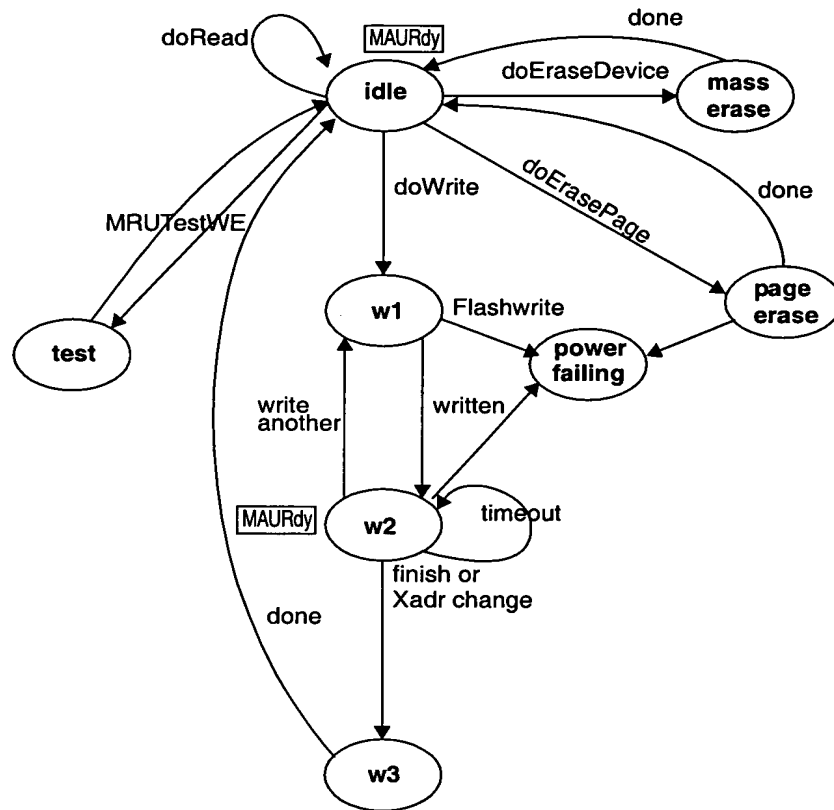 done
doRead
MAURdy
doEraseDevice
idle
mass
erase
doWrite
doErasePage
done
MRUTestWE
page
erase
w1
Flashwrite
test
power
failing
write
another
written
MAURdy
w2
timeout
finish or
Xadr change
done
w3